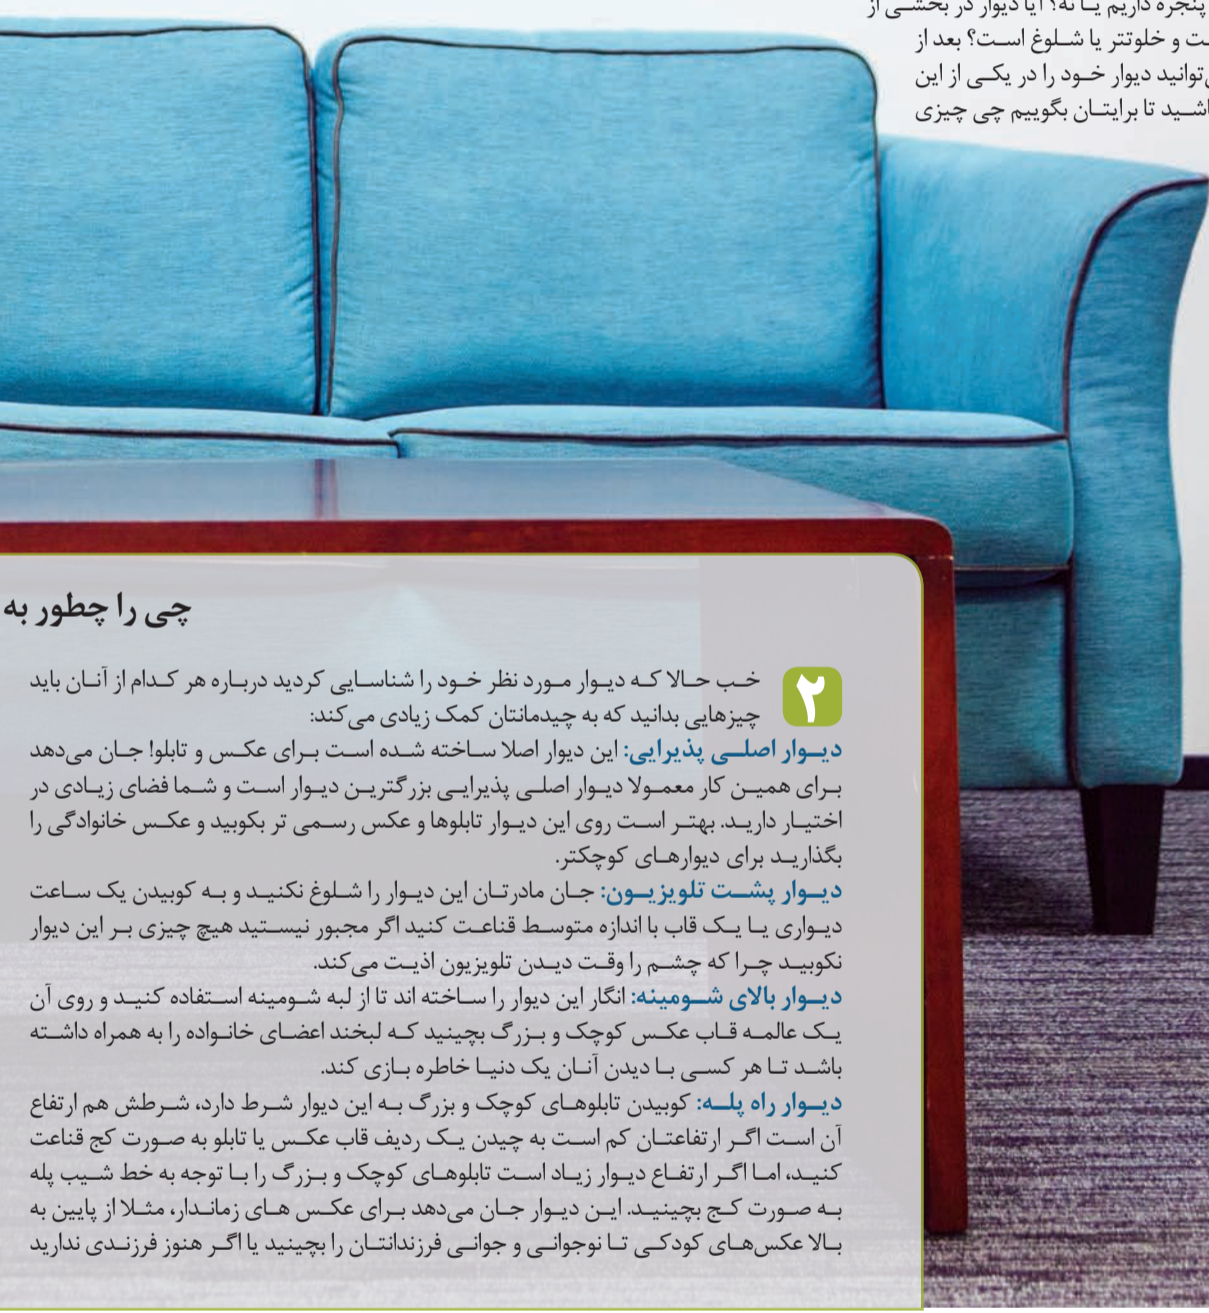 پنجره داریم یا نه؟ آیا دیوار در بخشی از
و خلوتتر یا شلوغ است؟ بعد از
دیوار خود را در یکی از این
تا برایتان بگوییم چی چیزی
چی را چطور به
۲
خب حالا که دیوار مورد نظر خود را شناسایی کردید درباره هر کدام از آنان باید
چیزهایی بدانید که به چیدمانتان کمک زیادی می‌کند:
دیوار اصلی پذیرایی: این دیوار اصلا ساخته شده است برای عکس و تابلو! جان می‌دهد
برای همین کار معمولا دیوار اصلی پذیرایی بزرگترین دیوار است و شما فضای زیادی در
اختیار دارید. بهتر است روی این دیوار تابلوها و عکس رسمی تر بکوبید و عکس خانوادگی را
بگذارید برای دیوارهای کوچکتر.
دیوار پشت تلویزیون: جان مادرتان این دیوار را شلوغ نکنید و به کوبیدن یک ساعت
دیواری یا یک قاب با اندازه متوسط قناعت کنید اگر مجبور نیستید هیچ چیزی بر این دیوار
نکوبید چرا که چشم را وقت دیدن تلویزیون اذیت می‌کند.
دیوار بالای شومینه: انگار این دیوار را ساخته اند تا از لبه شومینه استفاده کنید و روی آن
یک عالمه قاب عکس کوچک و بزرگ بچینید که لبخند اعضای خانواده را به همراه داشته
باشد تا هر کسی با دیدن آنان یک دنیا خاطره بازی کند.
دیوار راه پله: کوبیدن تابلوهای کوچک و بزرگ به این دیوار شرط دارد، شرطش هم ارتفاع
آن است اگر ارتفاعتان کم است به چیدن یک ردیف قاب عکس یا تابلو به صورت کج قناعت
کنید، اما اگر ارتفاع دیوار زیاد است تابلوهای کوچک و بزرگ را با توجه به خط شیب پله
به صورت کج بچینید. این دیوار جان می‌دهد برای عکس های زماندار، مثلا از پایین به
بالا عکس‌های کودکی تا نوجوانی و جوانی فرزندانتان را بچینید یا اگر هنوز فرزندی ندارید